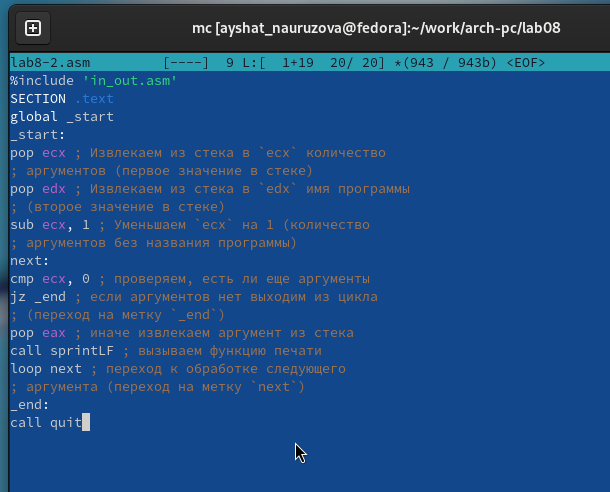 mc [ayshat_nauruzova@fedora]:~/work/arch-pc/lab08
lab8-2.asm [----] 9 L:[ 1+19 20/ 20] *(943 / 943b) <EOF>
%include 'in_out.asm'
SECTION .text
global _start
_start:
pop ecx ; Извлекаем из стека в `ecx` количество
; аргументов (первое значение в стеке)
pop edx ; Извлекаем из стека в `edx` имя программы
; (второе значение в стеке)
sub ecx, 1 ; Уменьшаем `ecx` на 1 (количество
; аргументов без названия программы)
next:
cmp ecx, 0 ; проверяем, есть ли еще аргументы
jz _end ; если аргументов нет выходим из цикла
; (переход на метку `_end`)
pop eax ; иначе извлекаем аргумент из стека
call sprintLF ; вызываем функцию печати
loop next ; переход к обработке следующего
; аргумента (переход на метку `next`)
_end:
call quit